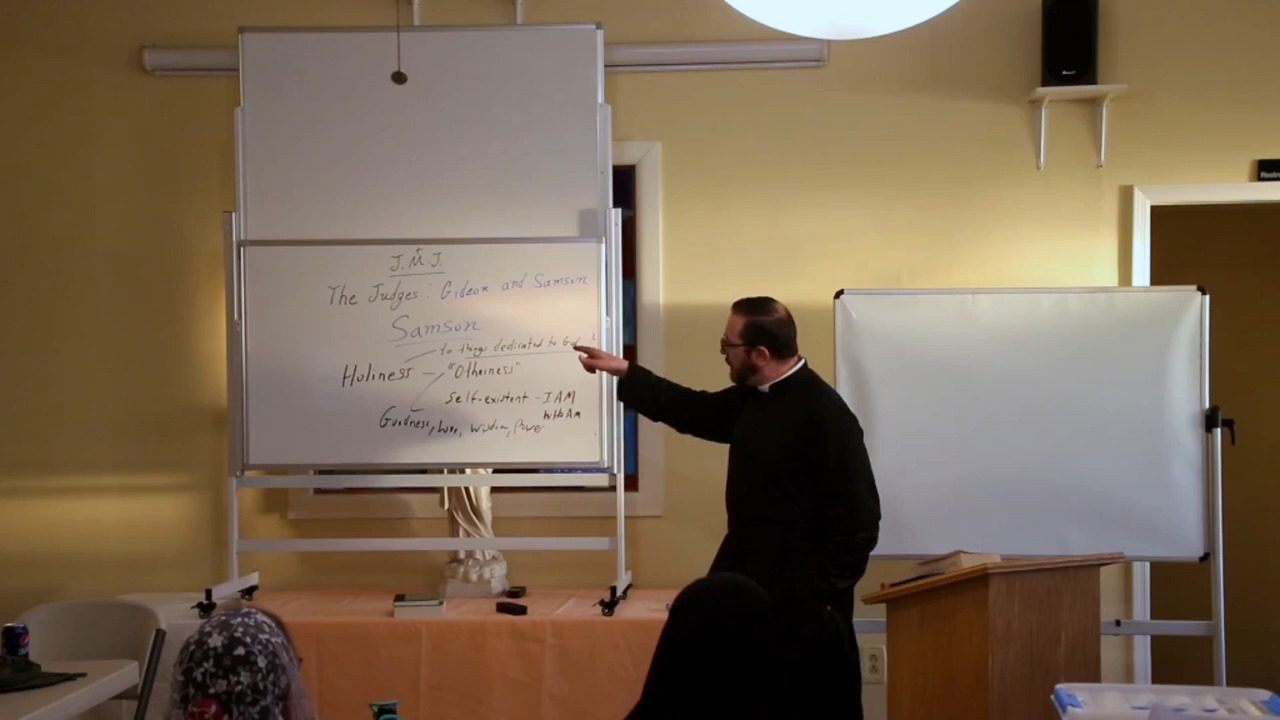 J.M.J.
The Judges: Gideon and Samson
Samson
to things dedicated to God
Holiness — "Otherness"
Self-existent - I AM
WHO AM
Goodness, Love, Wisdom, Power
Restro